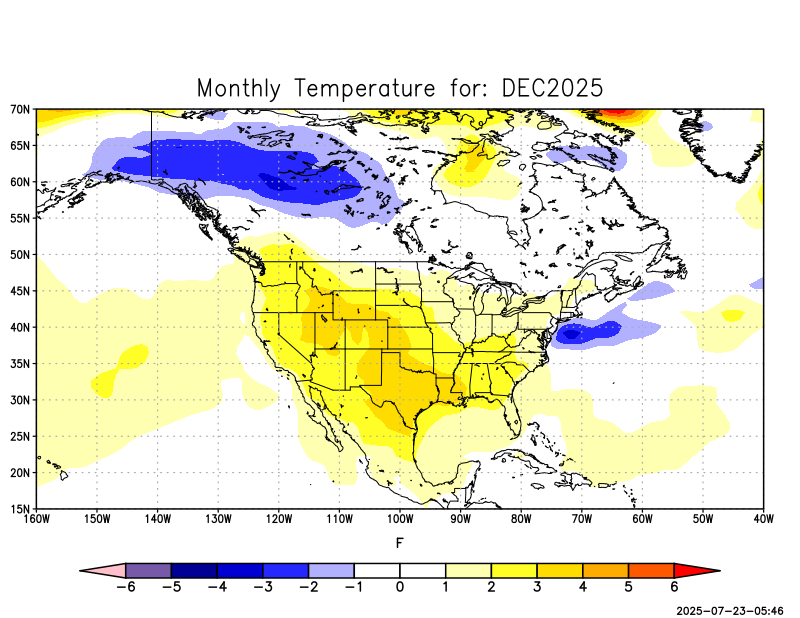 Monthly Temperature for: DEC2025
70N
65N
60N
55N
50N
45N
40N
35N
30N
25N
20N
15N
160W 150W 140W 130W 120W 110W 100W 90W 80W 70W 60W 50W 40W
F
-6 -5 -4 -3 -2 -1 0 1 2 3 4 5 6
2025-07-23-05:46